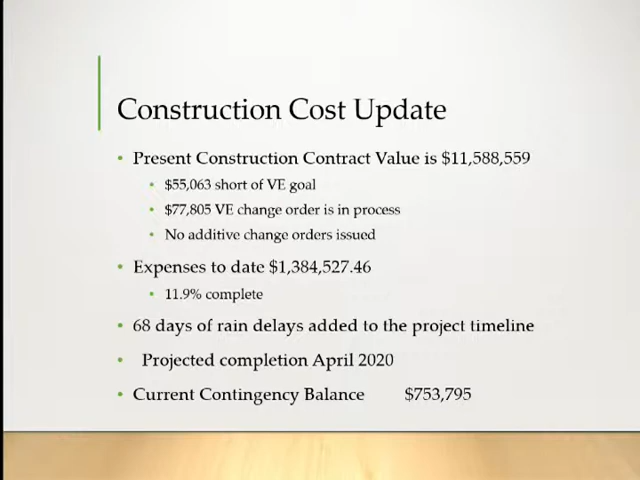 Construction Cost Update
• Present Construction Contract Value is $11,588,559
• $55,063 short of VE goal
• $77,805 VE change order is in process
• No additive change orders issued
• Expenses to date $1,384,527.46
• 11.9% complete
• 68 days of rain delays added to the project timeline
• Projected completion April 2020
• Current Contingency Balance $753,795